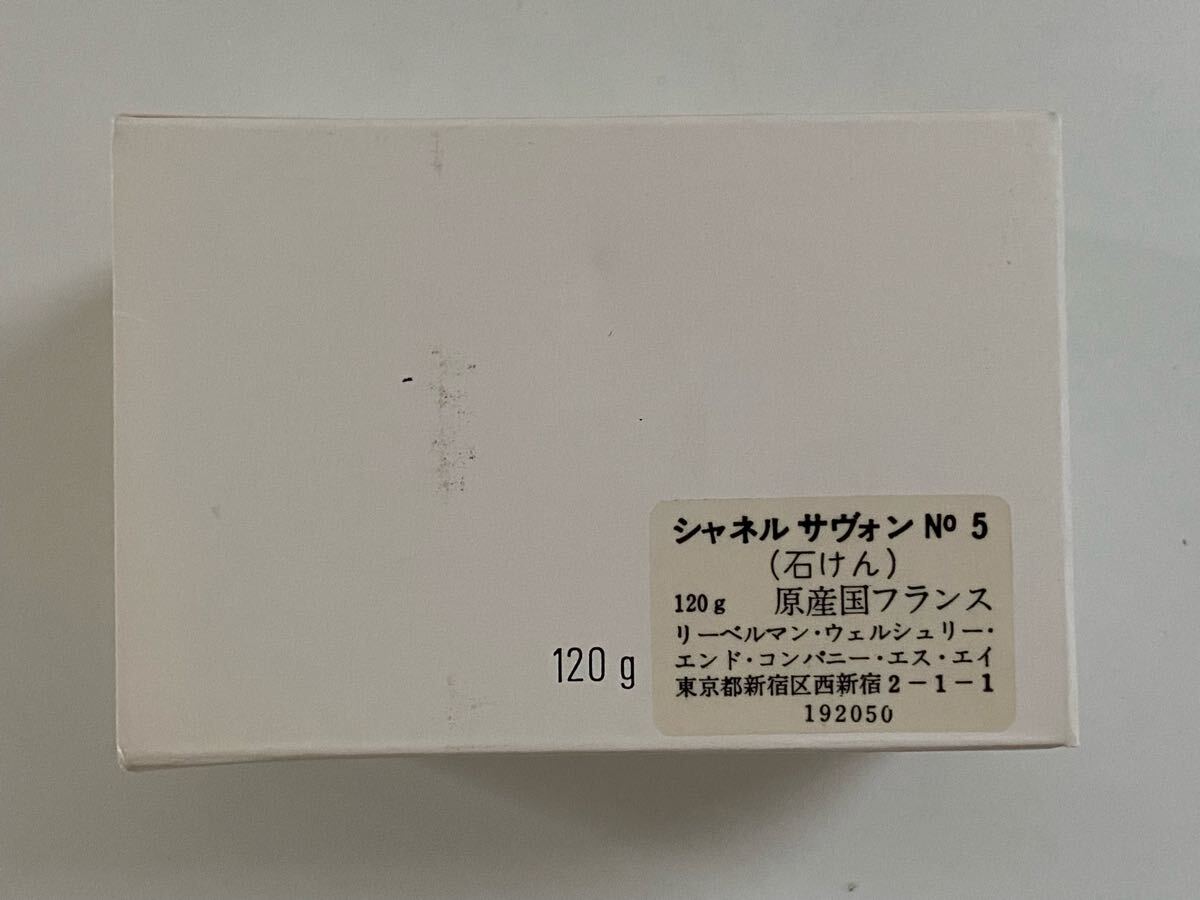 シャネル サヴォン Nº 5
(石けん)
120g 原産国フランス
リーベルマン・ウェルシュリー・
エンド・コンパニー・エス・エイ
東京都新宿区西新宿2-1-1
192050
120 g